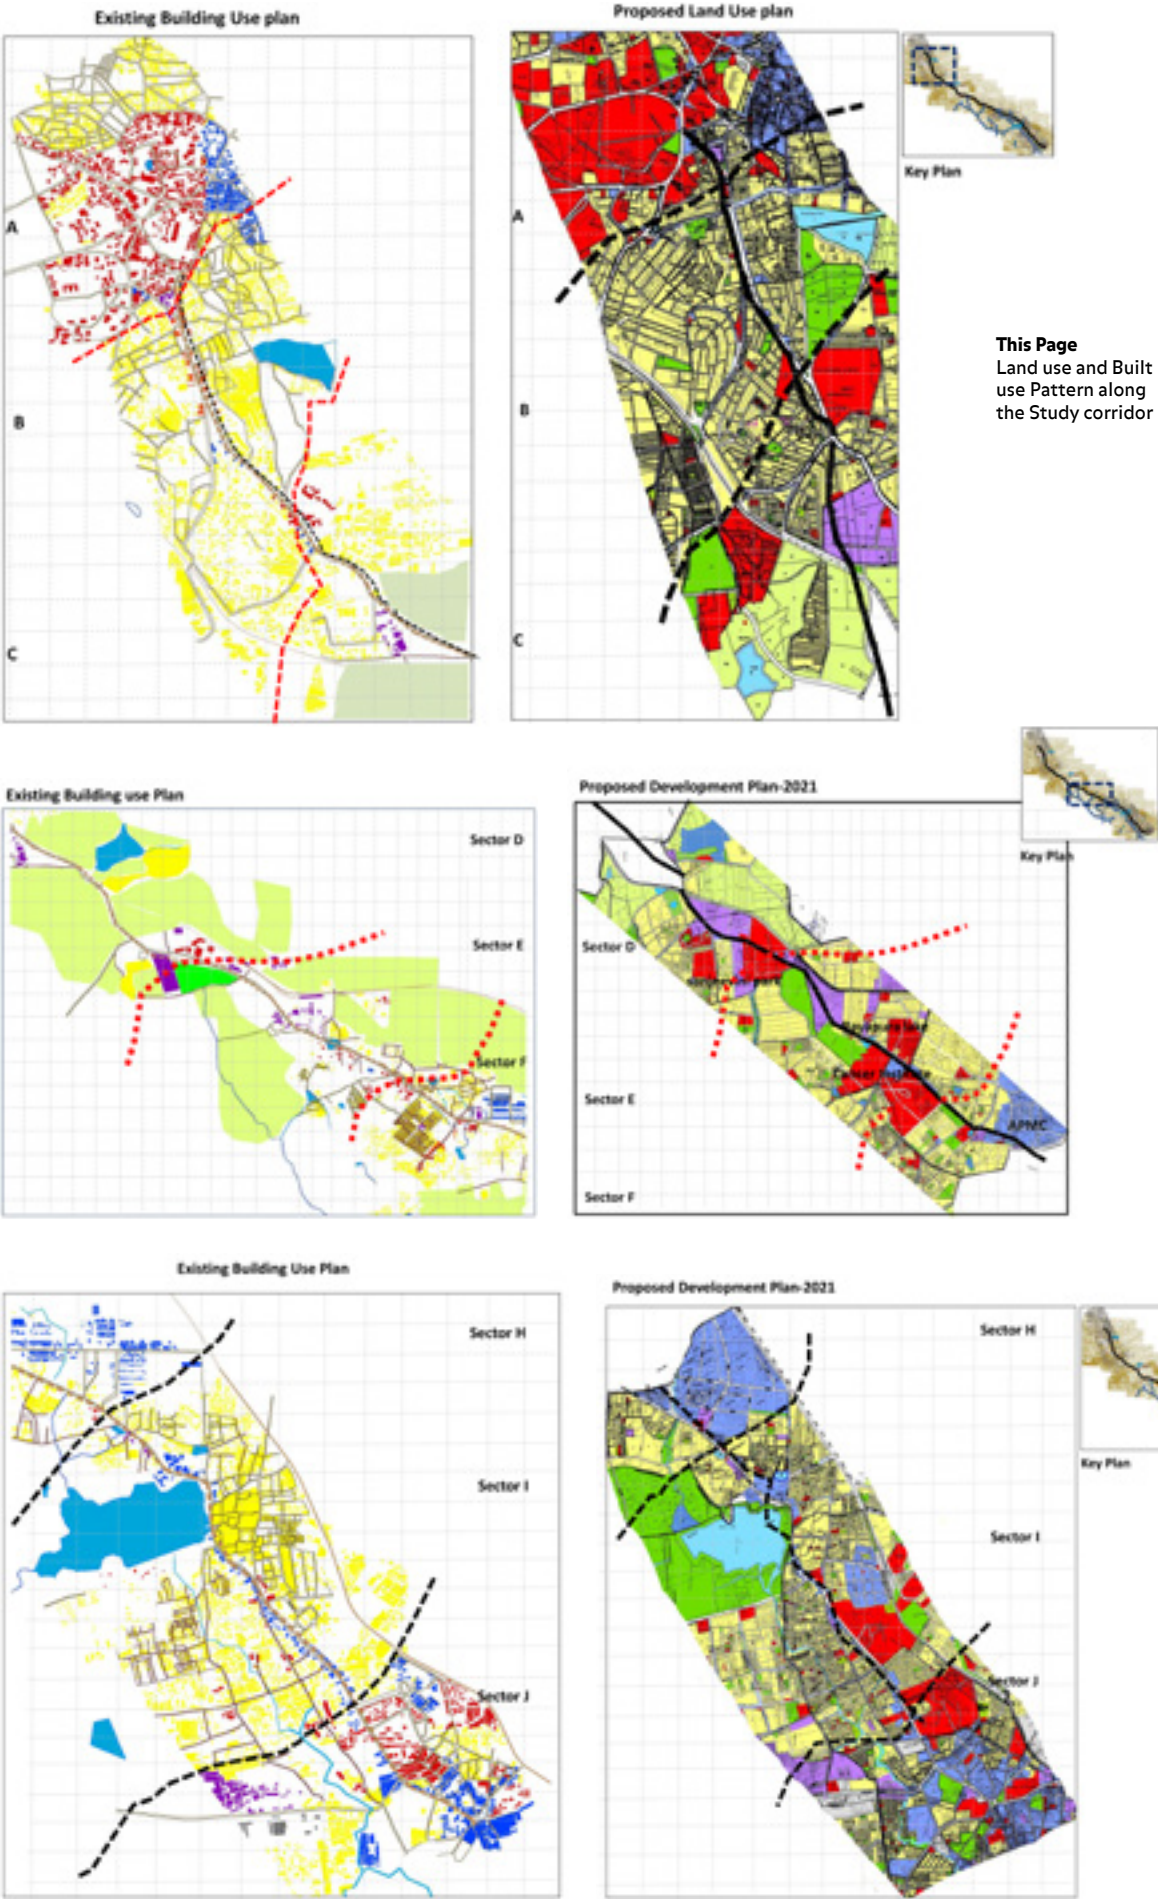 Existing Building Use plan
Proposed Land Use plan
A
B
C
A
B
C
Key Plan
This Page
Land use and Built
use Pattern along
the Study corridor
Existing Building use Plan
Sector D
Sector E
Sector F
Proposed Development Plan-2021
Sector D
Sector E
Sector F
Cancer Institute
APMC
Key Plan
Existing Building Use Plan
Sector H
Sector I
Sector J
Proposed Development Plan-2021
Sector H
Sector I
Sector J
Key Plan